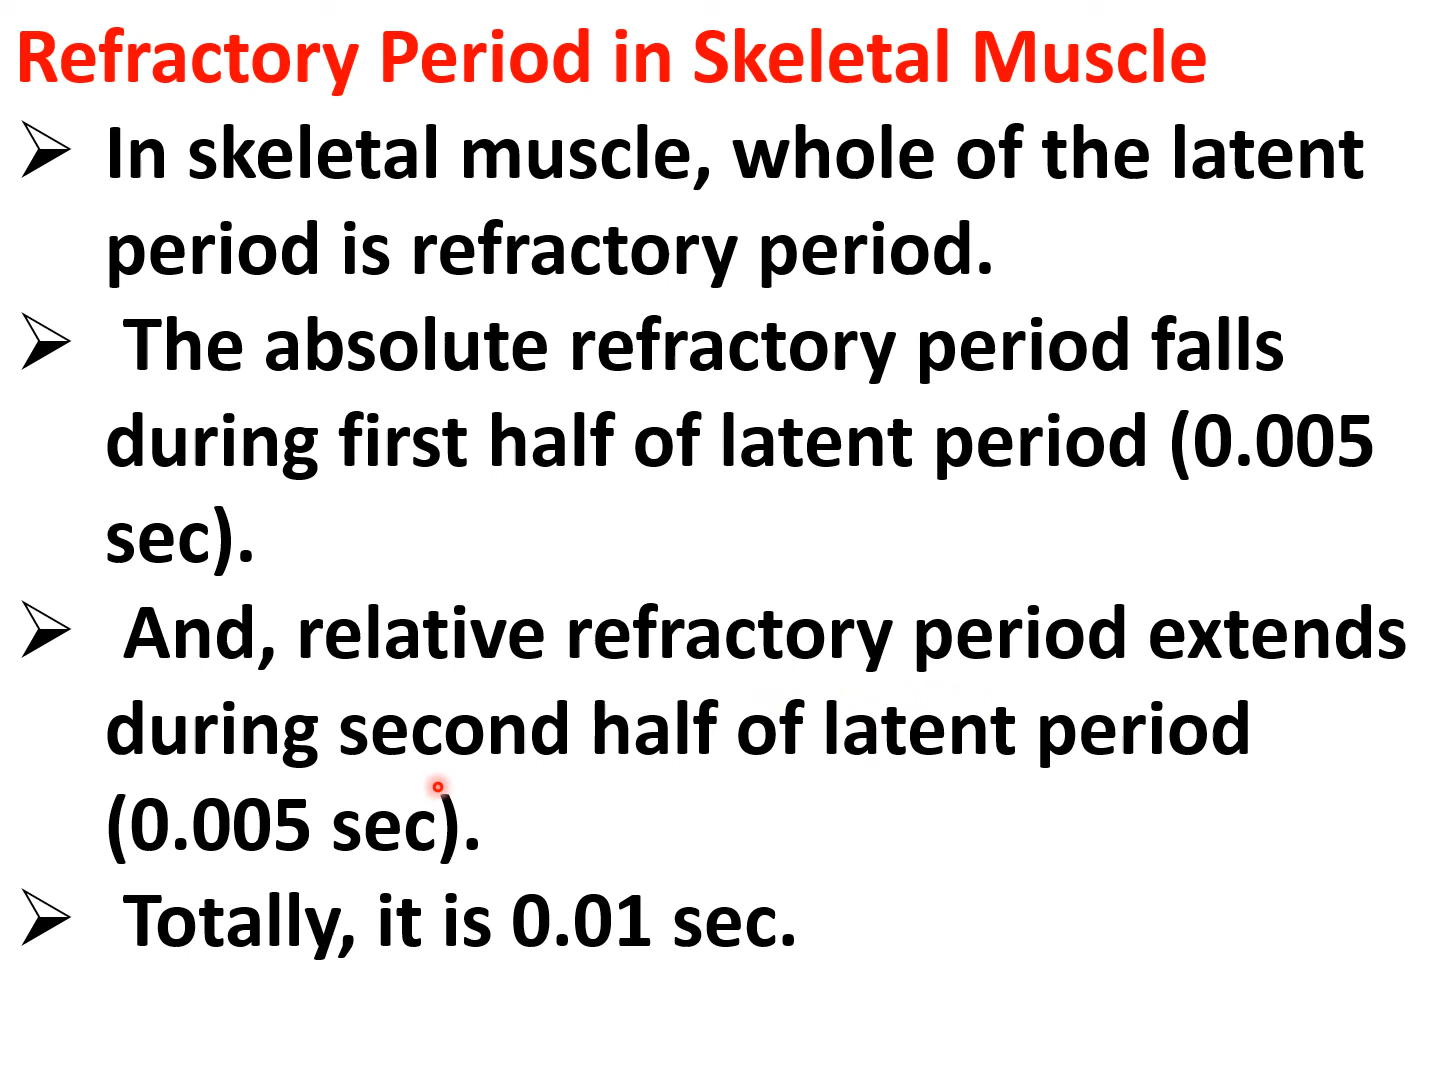 Refractory Period in Skeletal Muscle
➢ In skeletal muscle, whole of the latent
period is refractory period.
➢ The absolute refractory period falls
during first half of latent period (0.005
sec).
➢ And, relative refractory period extends
during second half of latent period
(0.005 sec).
➢ Totally, it is 0.01 sec.